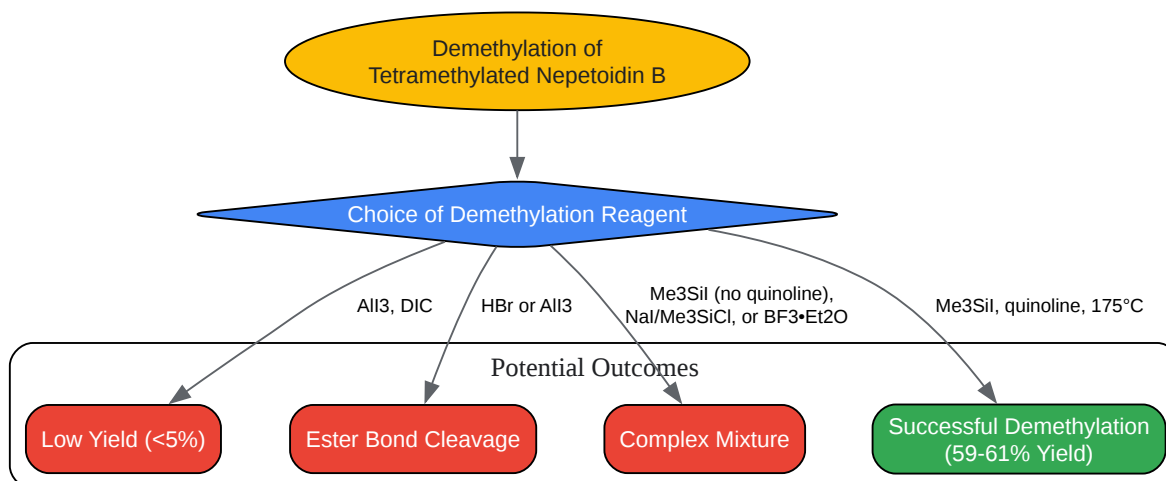 Demethylation of
Tetramethylated Nepetoidin B
Choice of Demethylation Reagent
AlI3, DIC
HBr or AlI3
Me3SiI (no quinoline),
NaI/Me3SiCl, or BF3•Et2O
Me3SiI, quinoline, 175°C
Potential Outcomes
Low Yield (<5%)
Ester Bond Cleavage
Complex Mixture
Successful Demethylation
(59-61% Yield)